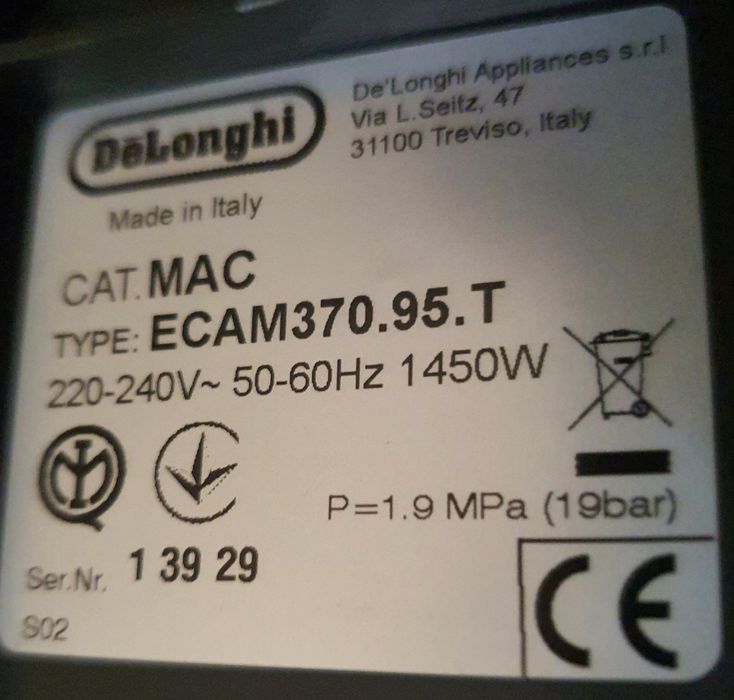 DeLonghi
De'Longhi Appliances s.r.l
Via L.Seitz, 47
31100 Treviso, Italy
Made in Italy
CAT. MAC
TYPE: ECAM370.95.T
220-240V~ 50-60Hz 1450W
P=1.9 MPa (19bar)
Ser.Nr. 1 39 29
S02
CE